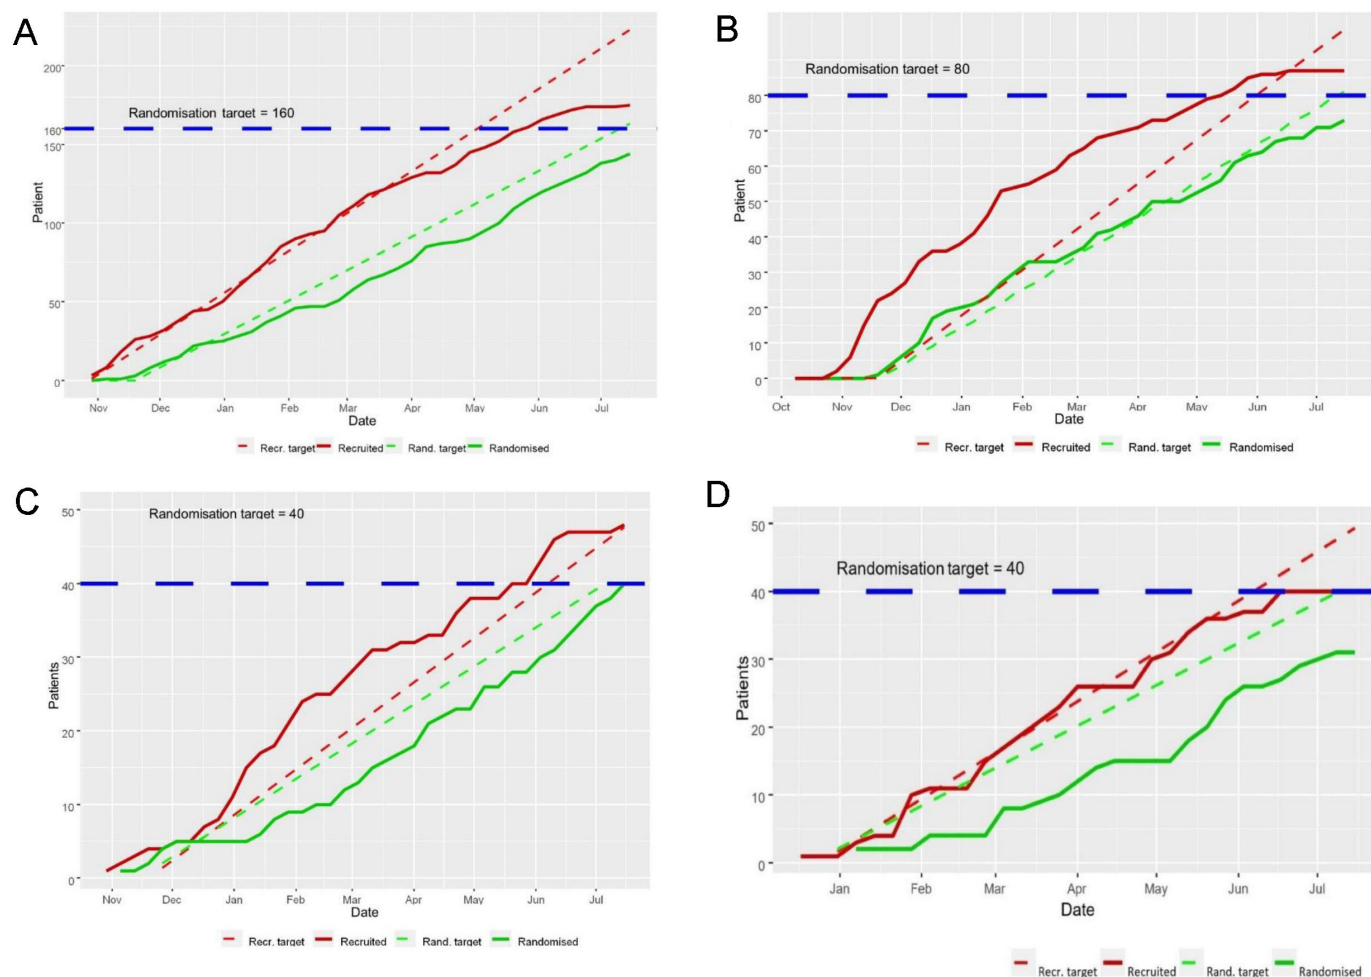 A
Randomisation target = 160
200
160
150
100
50
0
Patient
Nov Dec Jan Feb Mar Apr May Jun Jul
Date
Recr. target Recruited Rand. target Randomised
B
Randomisation target = 80
80
70
60
50
40
30
20
10
0
Patient
Oct Nov Dec Jan Feb Mar Apr May Jun Jul
Date
Recr. target Recruited Rand. target Randomised
C
Randomisation target = 40
50
40
30
20
10
0
Patients
Nov Dec Jan Feb Mar Apr May Jun Jul
Date
Recr. target Recruited Rand. target Randomised
D
Randomisation target = 40
50
40
30
20
10
0
Patients
Jan Feb Mar Apr May Jun Jul
Date
Recr. target Recruited Rand. target Randomised